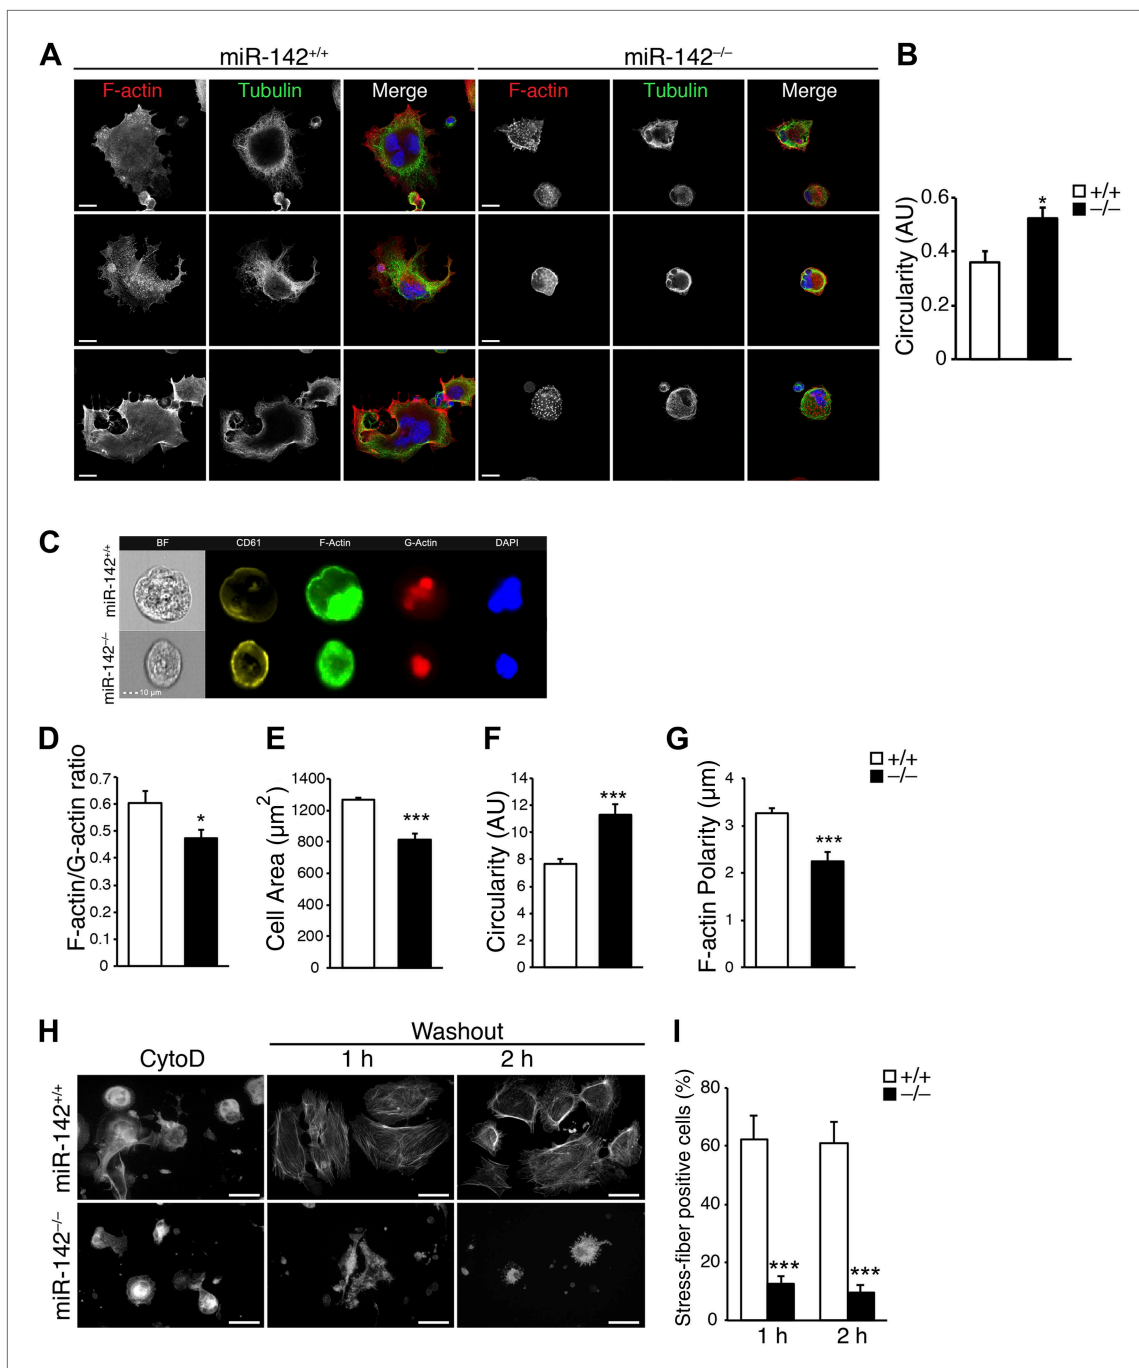 A
miR-142+/+
miR-142–/–
B
F-actin
Tubulin
Merge
F-actin
Tubulin
Merge
+/+
–/–
Circularity (AU)
0.6
0.4
0.2
0
*
C
BF
CD61
F-Actin
G-Actin
DAPI
miR-142+/+
miR-142–/–
10 µm
D
F-actin/G-actin ratio
0.7
0.6
0.5
0.4
0.3
0.2
0.1
0
*
E
Cell Area (µm2)
1400
1200
1000
800
600
400
200
0
***
F
Circularity (AU)
14
12
10
8
6
4
2
0
***
G
F-actin Polarity (µm)
4
3
2
1
0
***
+/+
–/–
H
Washout
CytoD
1 h
2 h
miR-142+/+
miR-142–/–
I
Stress-fiber positive cells (%)
80
60
40
20
0
***
***
1 h
2 h
+/+
–/–